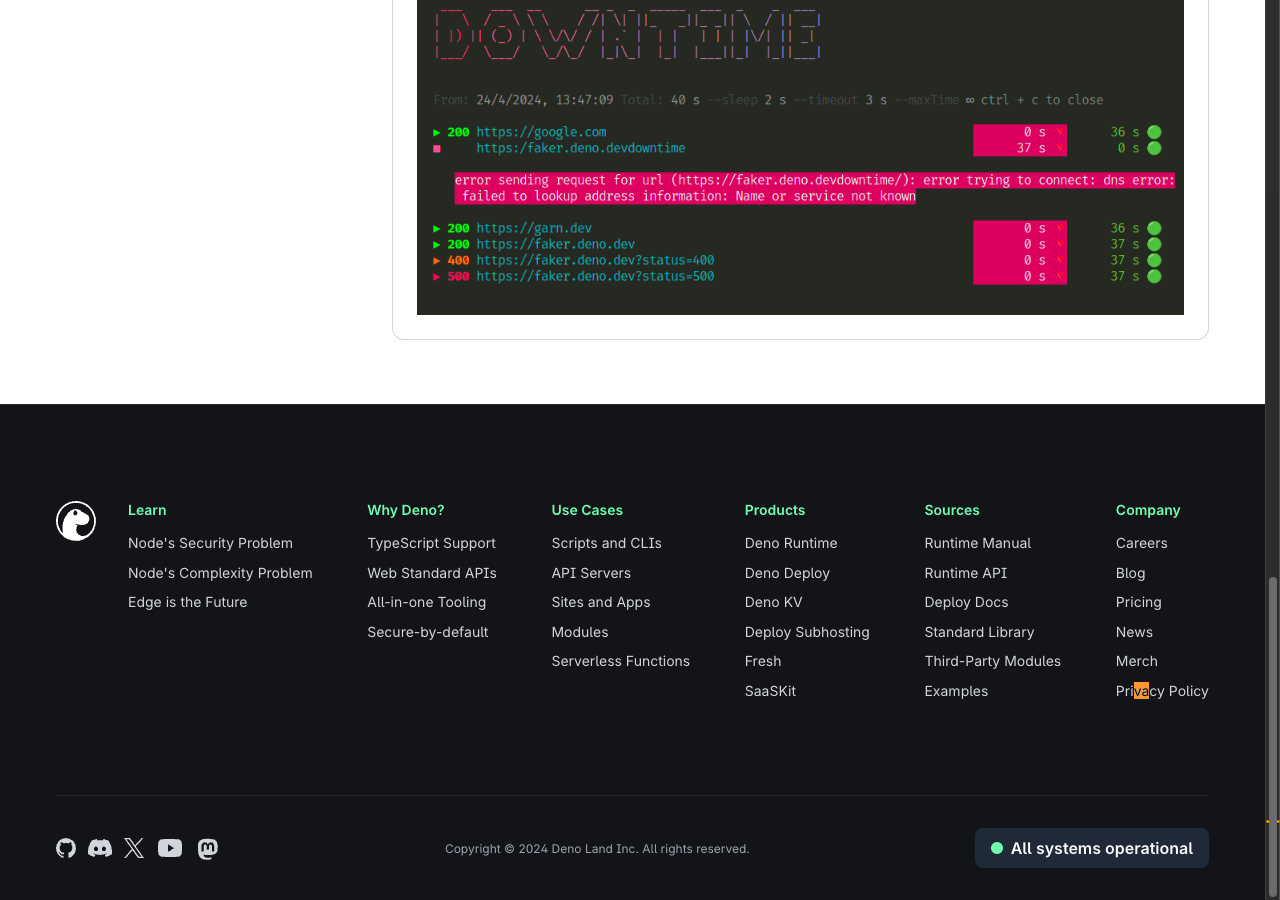 From: 24/4/2024, 13:47:09 Total: 40 s --sleep 2 s --timeout 3 s --maxTime ∞ ctrl + c to close
▶ 200 https://google.com 0 s 36 s
https:/faker.deno.devdowntime 37 s 0 s
error sending request for url (https://faker.deno.devdowntime/): error trying to connect: dns error:
failed to lookup address information: Name or service not known
▶ 200 https://garn.dev 0 s 36 s
▶ 200 https://faker.deno.dev 0 s 37 s
▶ 400 https://faker.deno.dev?status=400 0 s 37 s
▶ 500 https://faker.deno.dev?status=500 0 s 37 s
Learn
Node's Security Problem
Node's Complexity Problem
Edge is the Future
Why Deno?
TypeScript Support
Web Standard APIs
All-in-one Tooling
Secure-by-default
Use Cases
Scripts and CLIs
API Servers
Sites and Apps
Modules
Serverless Functions
Products
Deno Runtime
Deno Deploy
Deno KV
Deploy Subhosting
Fresh
SaaSKit
Sources
Runtime Manual
Runtime API
Deploy Docs
Standard Library
Third-Party Modules
Examples
Company
Careers
Blog
Pricing
News
Merch
Privacy Policy
Copyright © 2024 Deno Land Inc. All rights reserved.
All systems operational